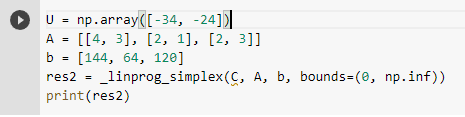 U = np.array([-34, -24])
A = [[4, 3], [2, 1], [2, 3]]
b = [144, 64, 120]
res2 = _linprog_simplex(C, A, b, bounds=(0, np.inf))
print(res2)